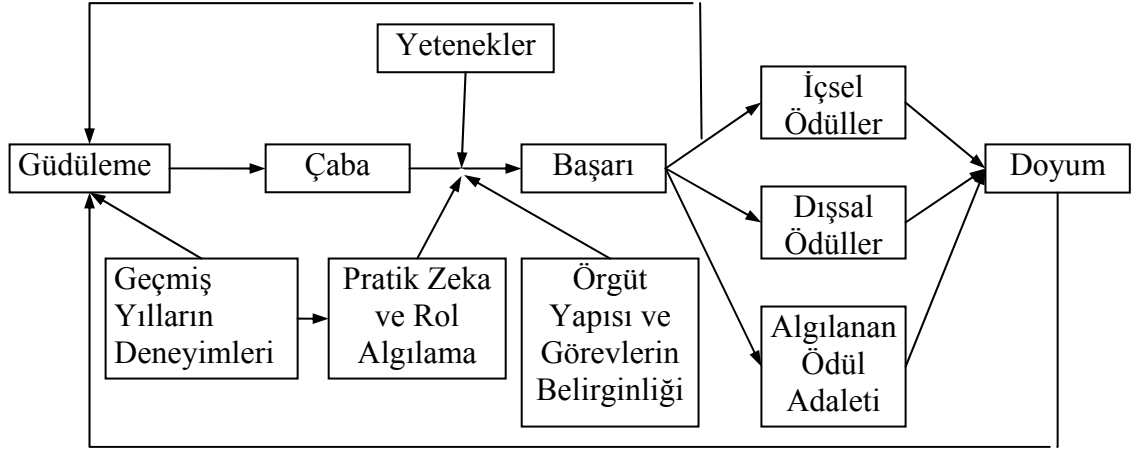 Yetenekler
Güdüleme
Çaba
Başarı
İçsel
Ödüller
Dışsal
Ödüller
Doyum
Geçmiş
Yılların
Deneyimleri
Pratik Zeka
ve Rol
Algılama
Örgüt
Yapısı ve
Görevlerin
Belirginliği
Algılanan
Ödül
Adaleti